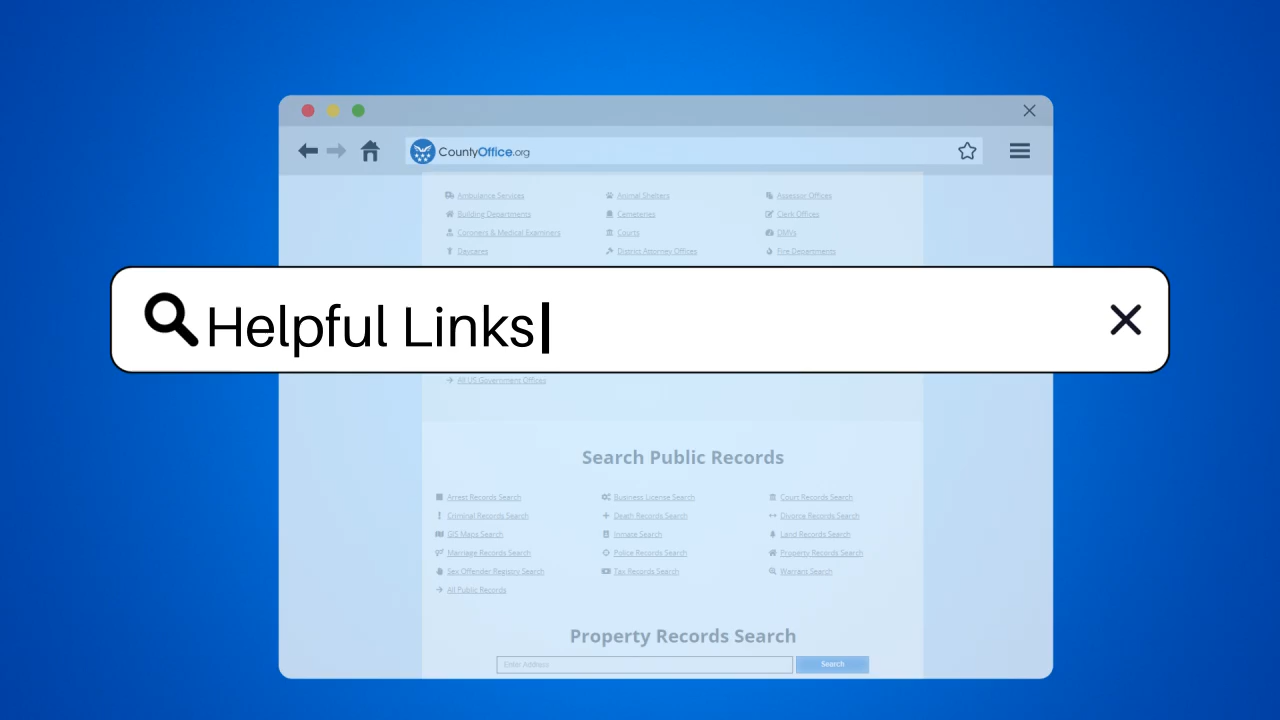 CountyOffice.org
Ambulance Services Animal Shelters Assessor Offices
Building Departments Cemeteries Clerk Offices
Coroners & Medical Examiners Courts DMVs
Daycares District Attorney Offices Fire Departments
Helpful Links
All US Government Offices
Search Public Records
Arrest Records Search Business License Search Court Records Search
Criminal Records Search Death Records Search Divorce Records Search
GIS Maps Search Inmate Search Land Records Search
Marriage Records Search Police Records Search Property Records Search
Sex Offender Registry Search Tax Records Search Warrant Search
All Public Records
Property Records Search
Enter Address Search